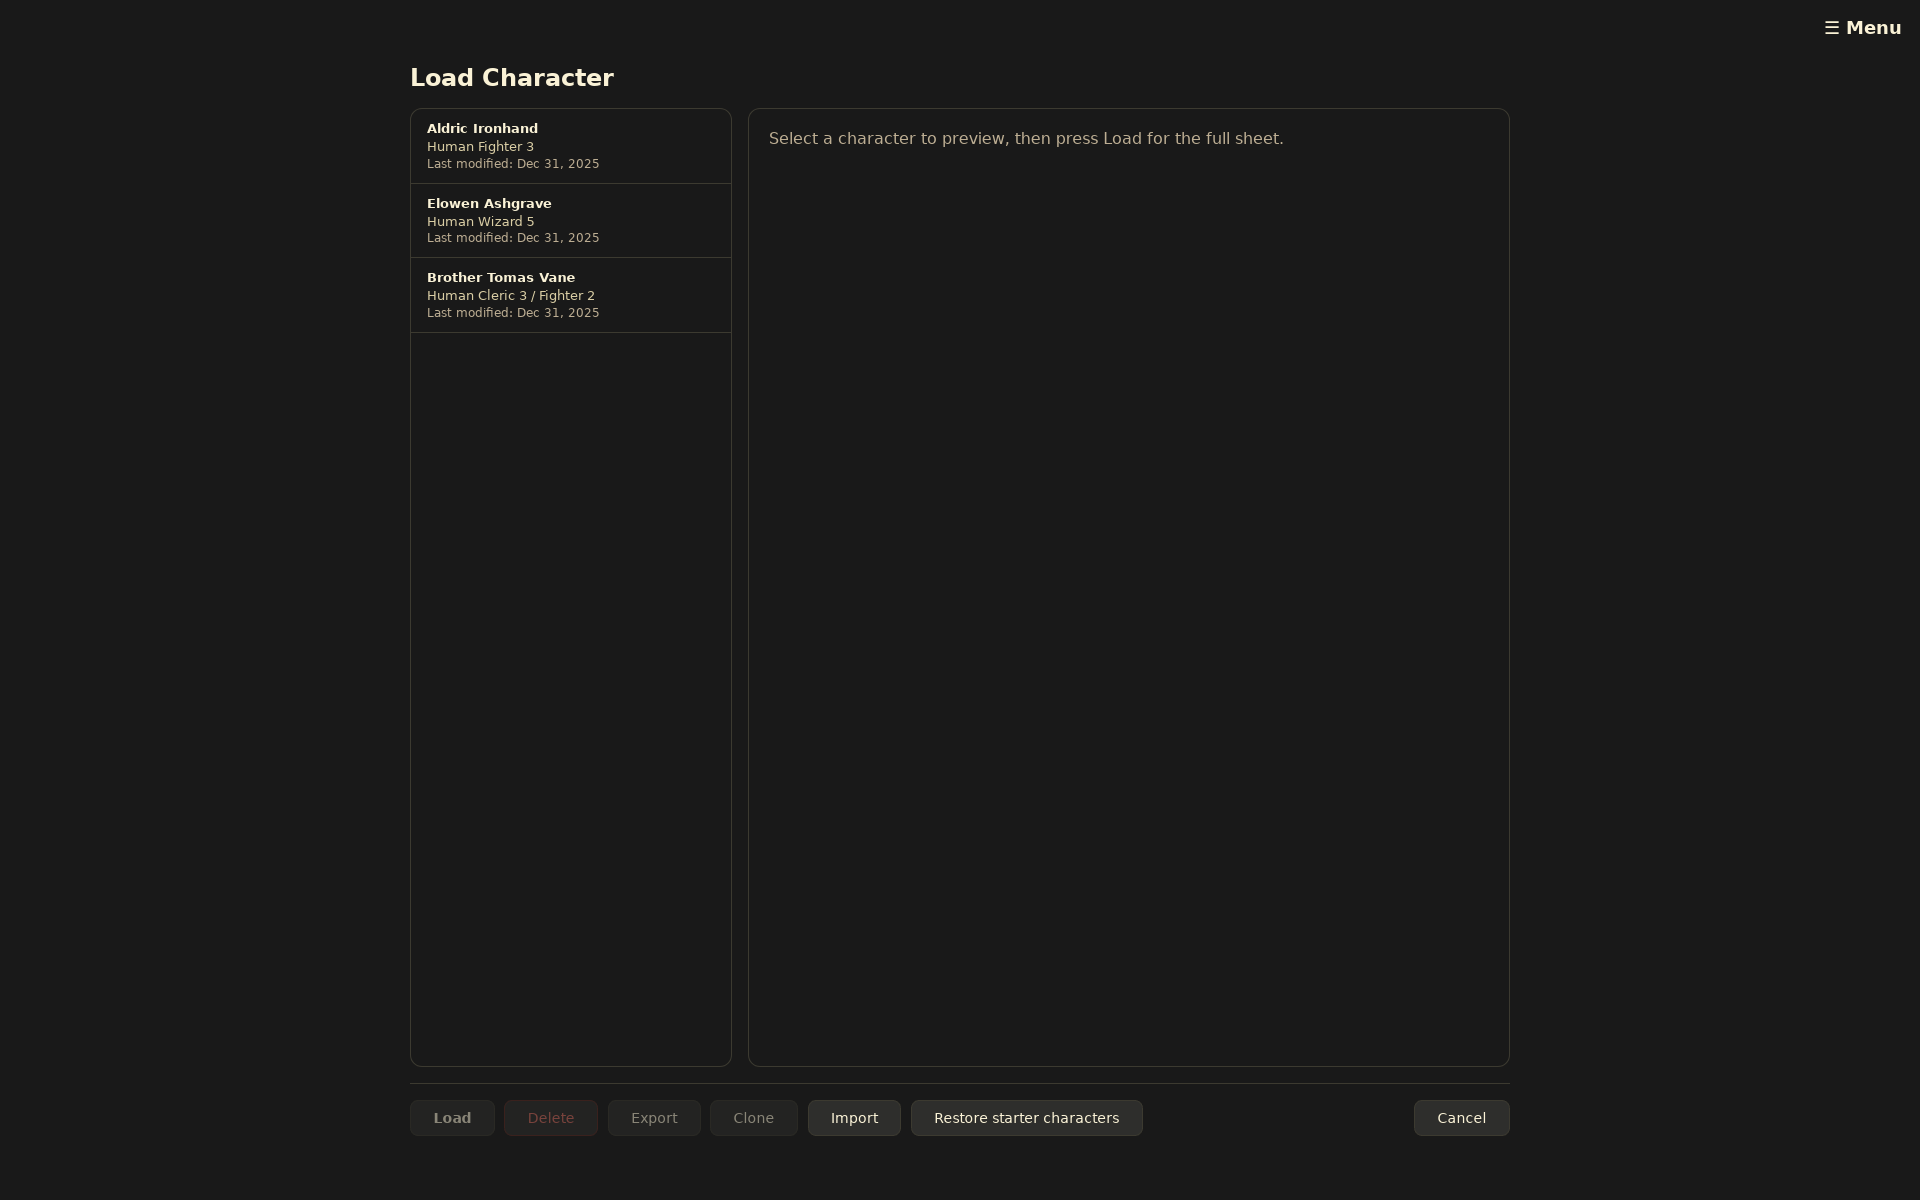 ☰ Menu
Load Character
Aldric Ironhand
Human Fighter 3
Last modified: Dec 31, 2025
Elowen Ashgrave
Human Wizard 5
Last modified: Dec 31, 2025
Brother Tomas Vane
Human Cleric 3 / Fighter 2
Last modified: Dec 31, 2025
Select a character to preview, then press Load for the full sheet.
Load
Delete
Export
Clone
Import
Restore starter characters
Cancel